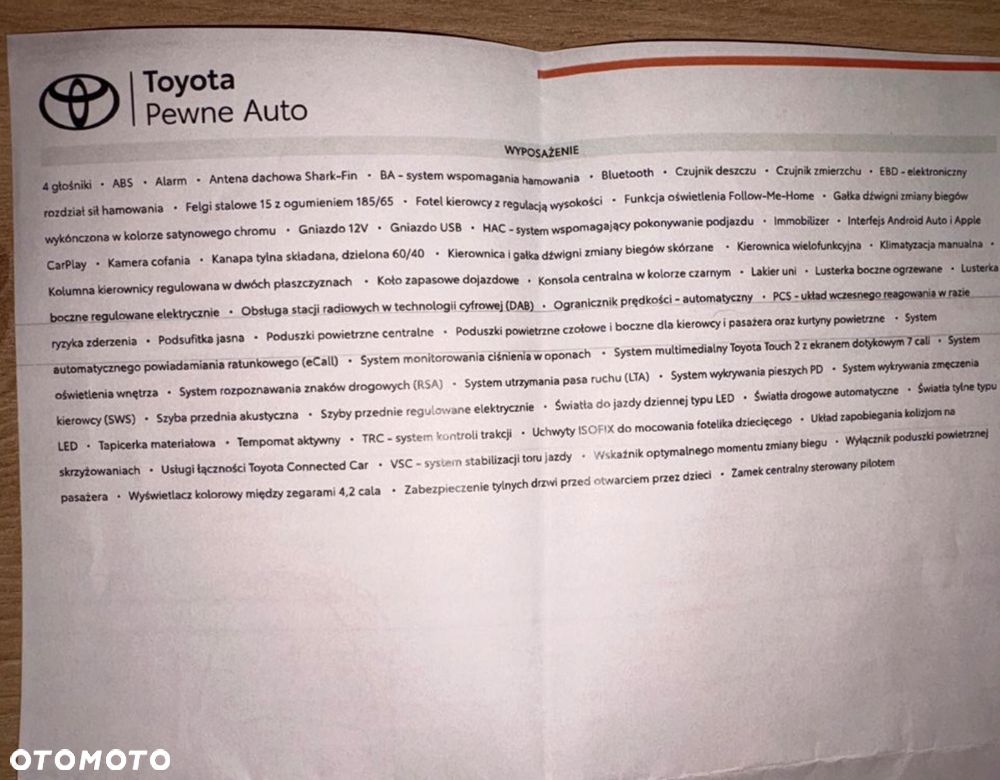 Toyota
Pewne Auto
WYPOSAŻENIE
4 głośniki • ABS • Alarm • Antena dachowa Shark-Fin • BA - system wspomagania hamowania • Bluetooth • Czujnik deszczu • Czujnik zmierzchu • EBD - elektroniczny
rozdział sił hamowania • Felgi stalowe 15 z ogumieniem 185/65 • Fotel kierowcy z regulacją wysokości • Funkcja oświetlenia Follow-Me-Home • Gałka dźwigni zmiany biegów
wykończona w kolorze satynowego chromu • Gniazdo 12V • Gniazdo USB • HAC - system wspomagający pokonywanie podjazdu • Immobilizer • Interfejs Android Auto i Apple
CarPlay • Kamera cofania • Kanapa tylna składana, dzielona 60/40 • Kierownica i gałka dźwigni zmiany biegów skórzane • Kierownica wielofunkcyjna • Klimatyzacja manualna •
Kolumna kierownicy regulowana w dwóch płaszczyznach • Koło zapasowe dojazdowe • Konsola centralna w kolorze czarnym • Lakier uni • Lusterka boczne ogrzewane • Lusterka
boczne regulowane elektrycznie • Obsługa stacji radiowych w technologii cyfrowej (DAB) • Ogranicznik prędkości - automatyczny • PCS - układ wczesnego reagowania w razie
ryzyka zderzenia • Podsufitka jasna • Poduszki powietrzne centralne • Poduszki powietrzne czołowe i boczne dla kierowcy i pasażera oraz kurtyny powietrzne • System
automatycznego powiadamiania ratunkowego (eCall) • System monitorowania ciśnienia w oponach • System multimedialny Toyota Touch 2 z ekranem dotykowym 7 cali • System
oświetlenia wnętrza • System rozpoznawania znaków drogowych (RSA) • System utrzymania pasa ruchu (LTA) • System wykrywania pieszych PD • System wykrywania zmęczenia
kierowcy (SWS) • Szyba przednia akustyczna • Szyby przednie regulowane elektrycznie • Światła do jazdy dziennej typu LED • Światła drogowe automatyczne • Światła tylne typu
LED • Tapicerka materiałowa • Tempomat aktywny • TRC - system kontroli trakcji • Uchwyty ISOFIX do mocowania fotelika dziecięcego • Układ zapobiegania kolizjom na
skrzyżowaniach • Usługi łączności Toyota Connected Car • VSC - system stabilizacji toru jazdy • Wskaźnik optymalnego momentu zmiany biegu • Wyłącznik poduszki powietrznej
pasażera • Wyświetlacz kolorowy między zegarami 4,2 cala • Zabezpieczenie tylnych drzwi przed otwarciem przez dzieci • Zamek centralny sterowany pilotem
OTOMOTO